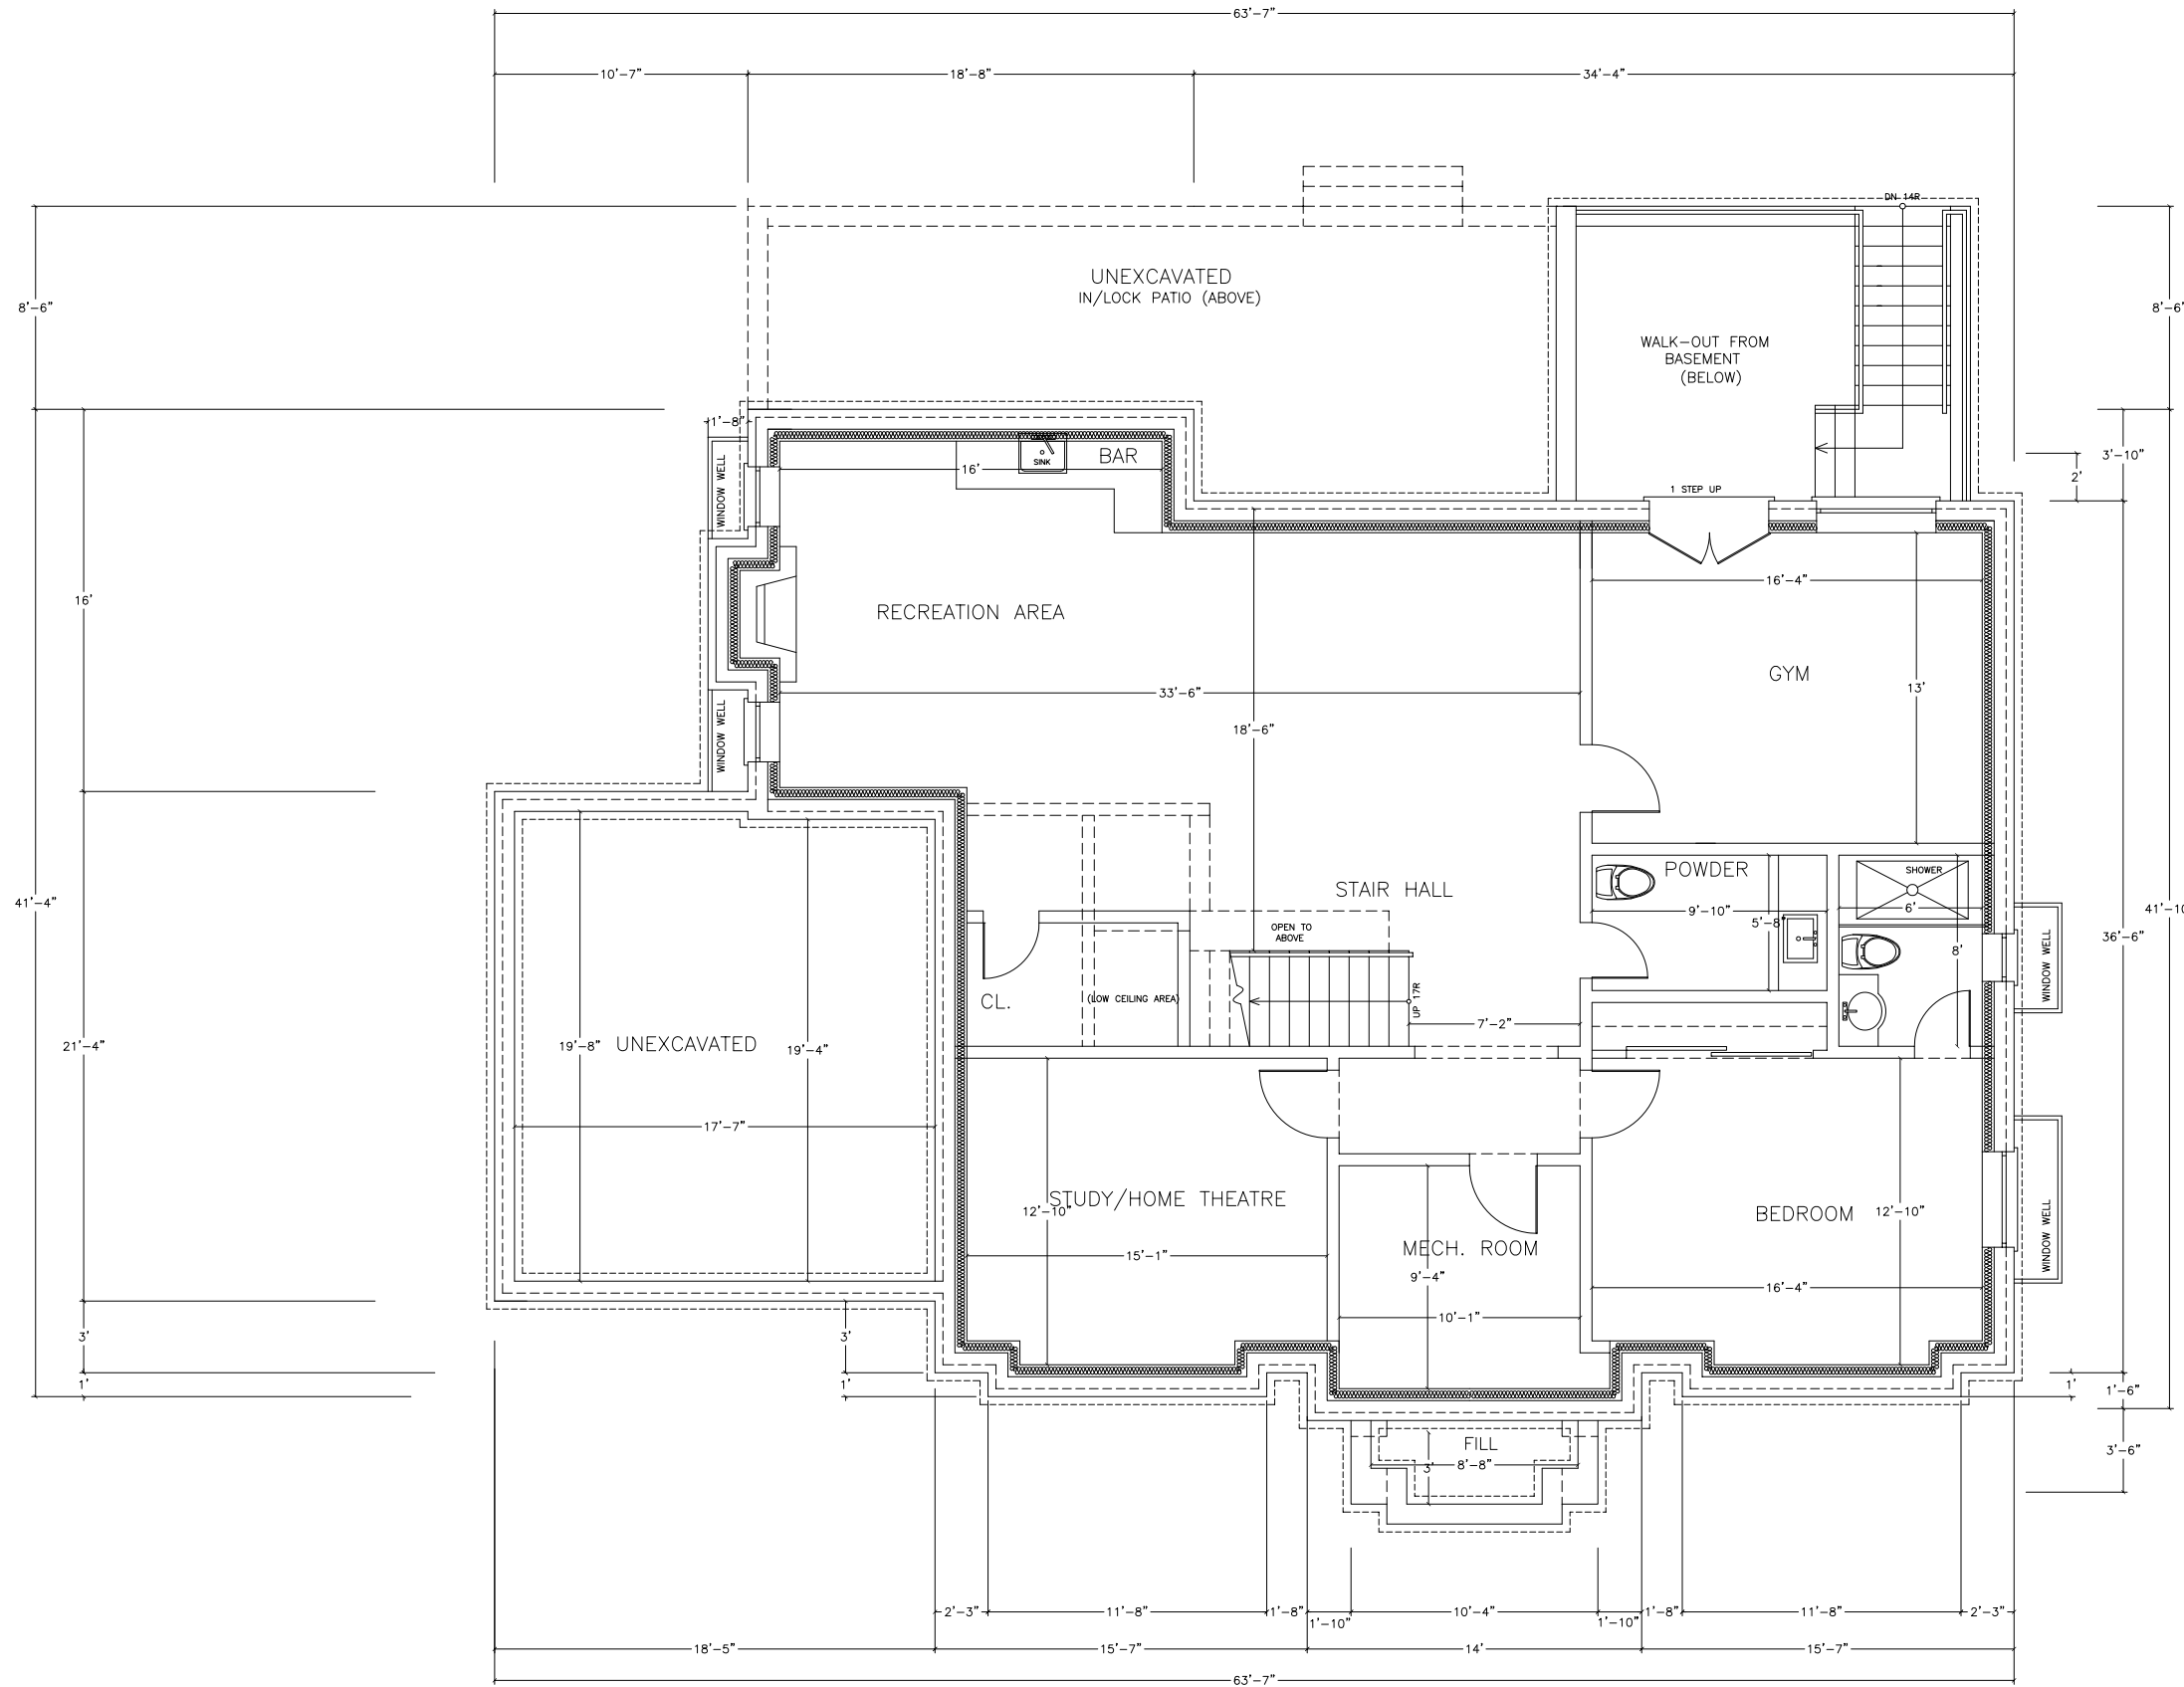 63'-7"
10'-7"
18'-8"
34'-4"
DN 14R
UNEXCAVATED
IN/LOCK PATIO (ABOVE)
8'-6"
8'-6"
WALK-OUT FROM
BASEMENT
(BELOW)
1'-8"
BAR
SINK
16'
3'-10"
2'
WINDOW WELL
1 STEP UP
16'
RECREATION AREA
16'-4"
GYM
13'
33'-6"
18'-6"
WINDOW WELL
STAIR HALL
POWDER
SHOWER
9'-10"
5'-8"
6'
8'
41'-4"
41'-10
36'-6"
OPEN TO
ABOVE
WINDOW WELL
CL.
(LOW CEILING AREA)
UP 17R
7'-2"
21'-4"
19'-8"
UNEXCAVATED
19'-4"
17'-7"
STUDY/HOME THEATRE
12'-10"
15'-1"
MECH. ROOM
9'-4"
10'-1"
BEDROOM
12'-10"
16'-4"
WINDOW WELL
3'
3'
1'
1'
1'
1'-6"
FILL
8'-8"
3'
3'-6"
2'-3"
11'-8"
1'-8"
1'-10"
10'-4"
1'-10"
1'-8"
11'-8"
2'-3"
18'-5"
15'-7"
14'
15'-7"
63'-7"